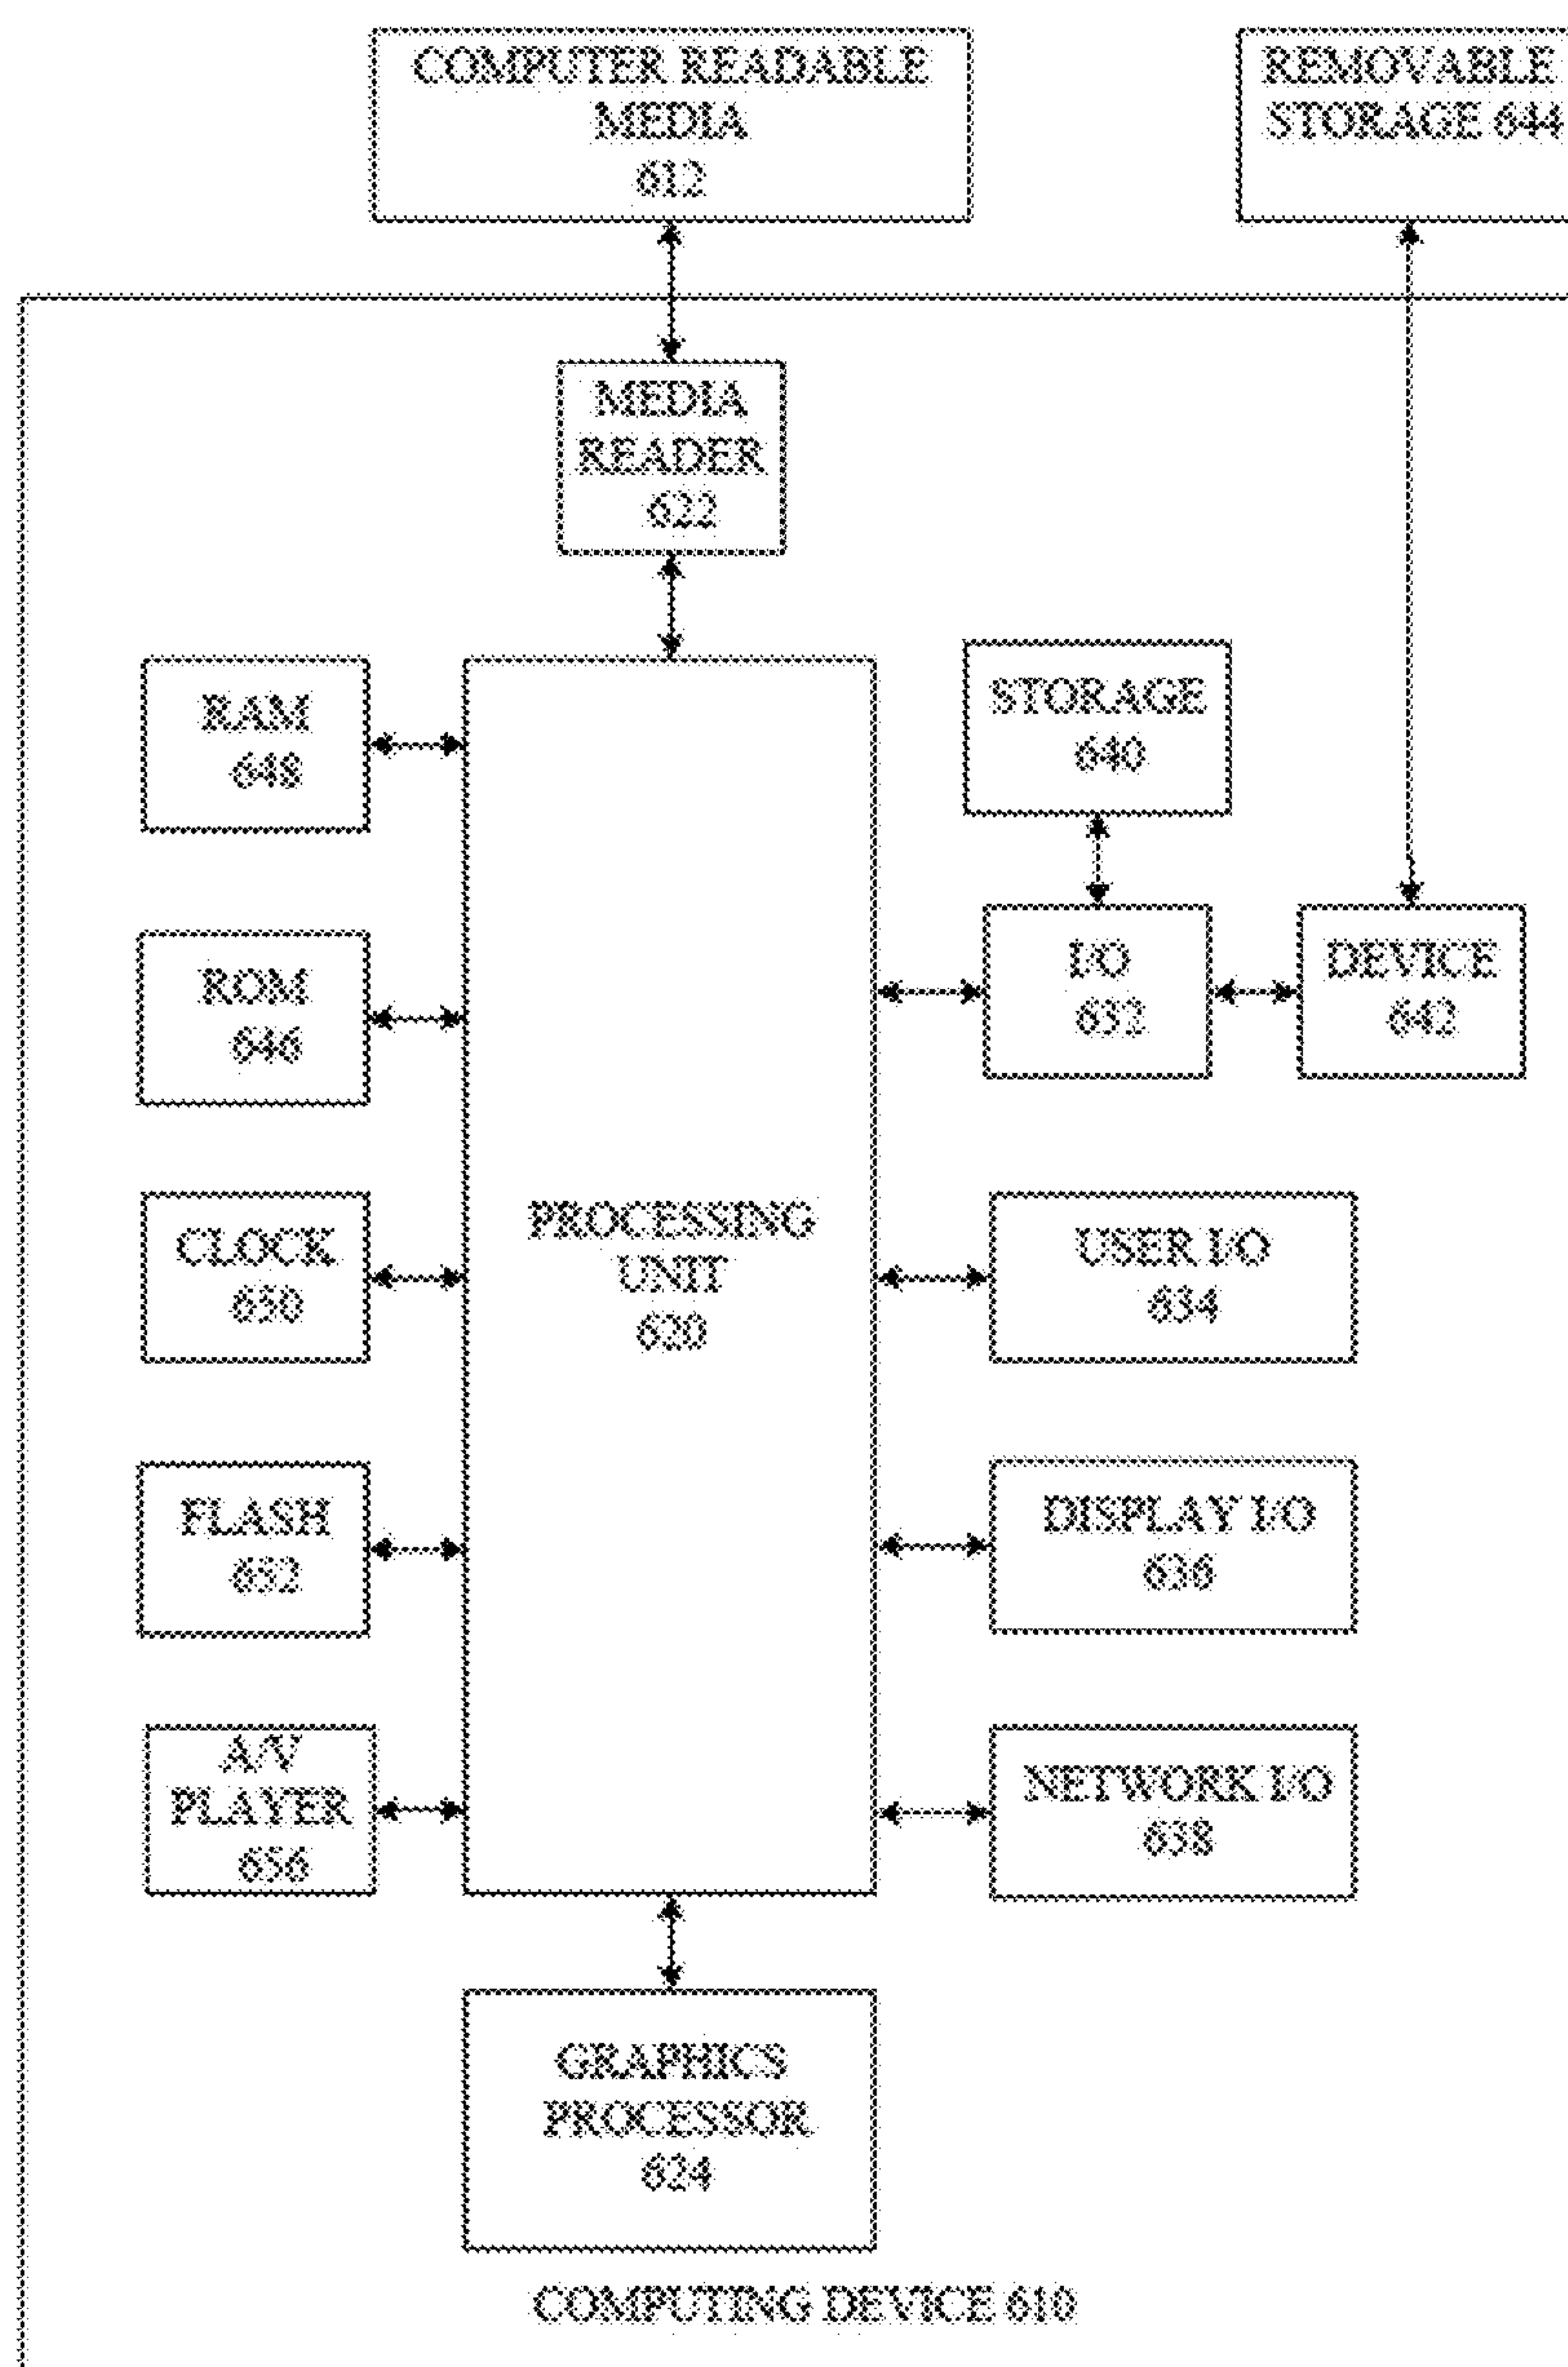 COMPUTER READABLE
MEDIA
612
REMOVABLE
STORAGE 644
MEDIA
READER
622
RAM
648
STORAGE
640
ROM
646
I/O
632
DEVICE
642
CLOCK
650
PROCESSING
UNIT
620
USER I/O
634
FLASH
652
DISPLAY I/O
636
A/V
PLAYER
656
NETWORK I/O
638
GRAPHICS
PROCESSOR
624
COMPUTING DEVICE 610